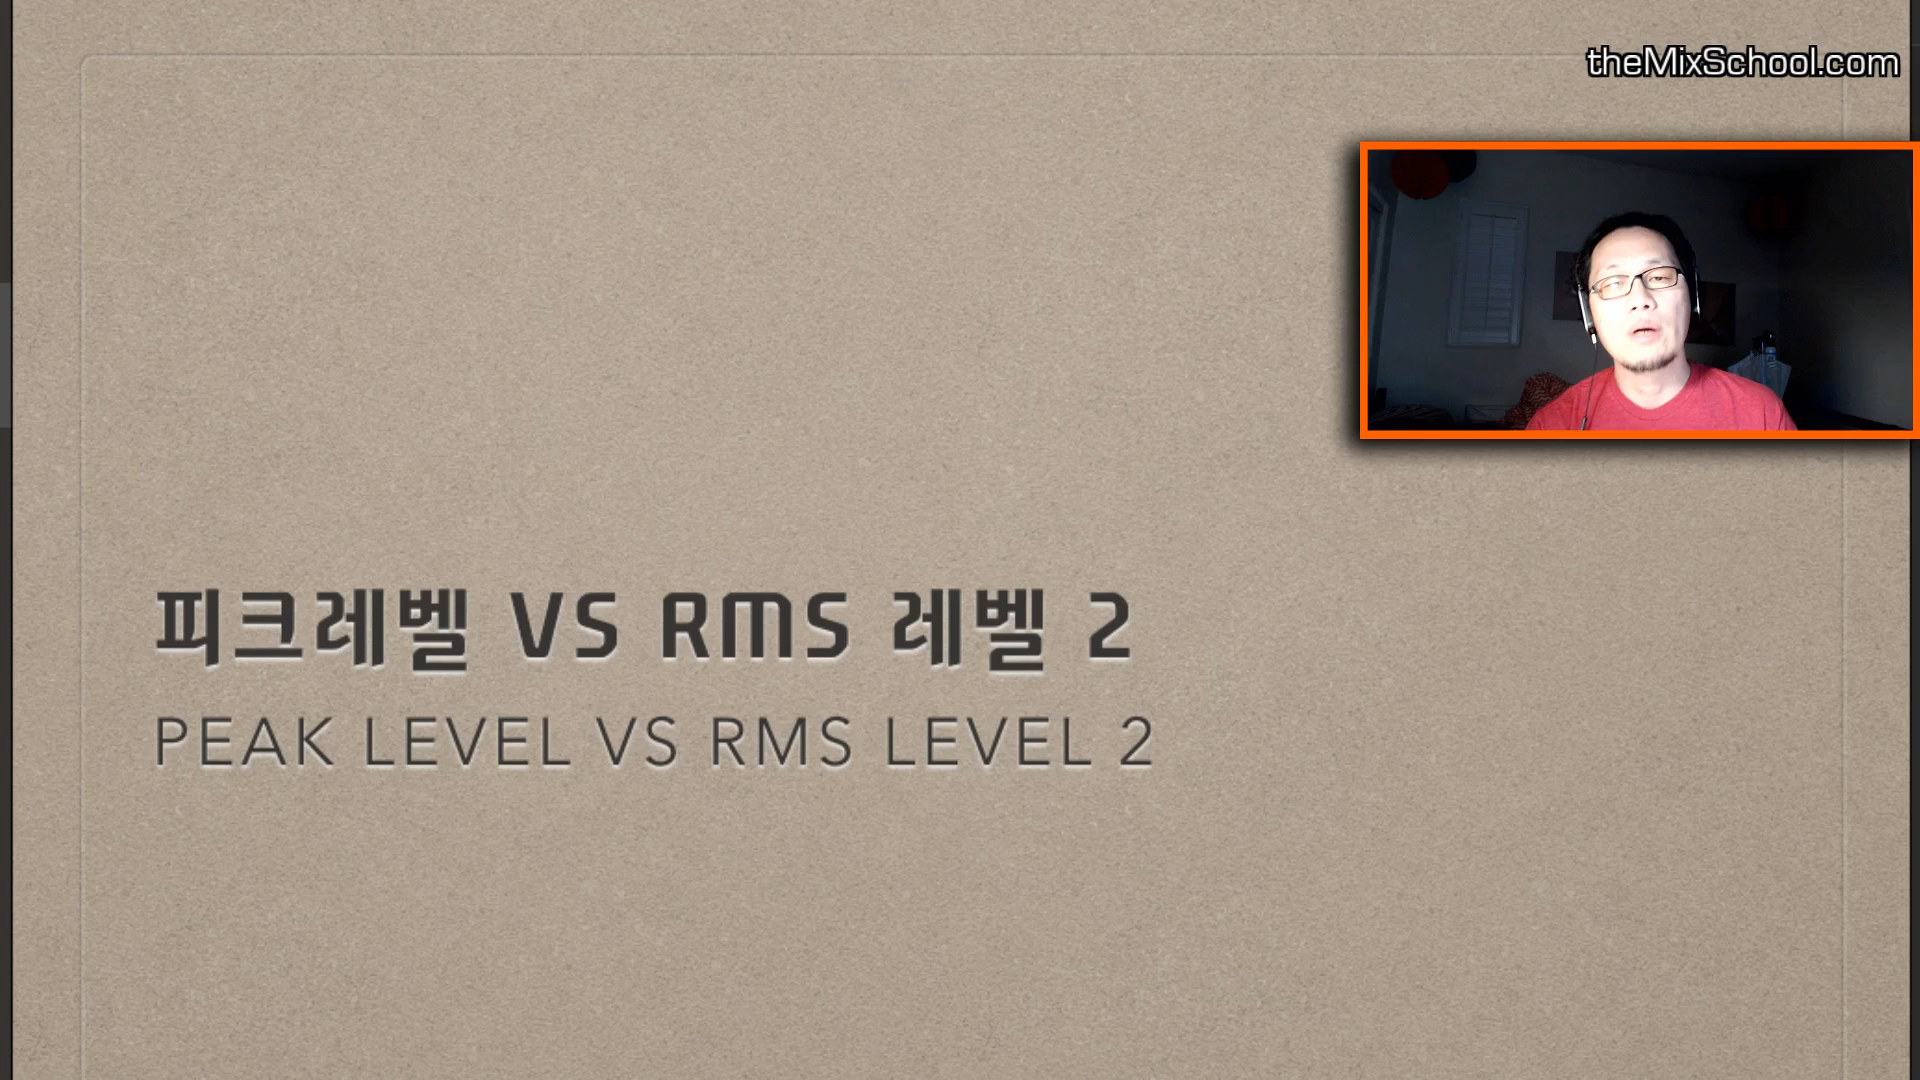 theMixSchool.com
피크레벨 VS RMS 레벨 2
PEAK LEVEL VS RMS LEVEL 2